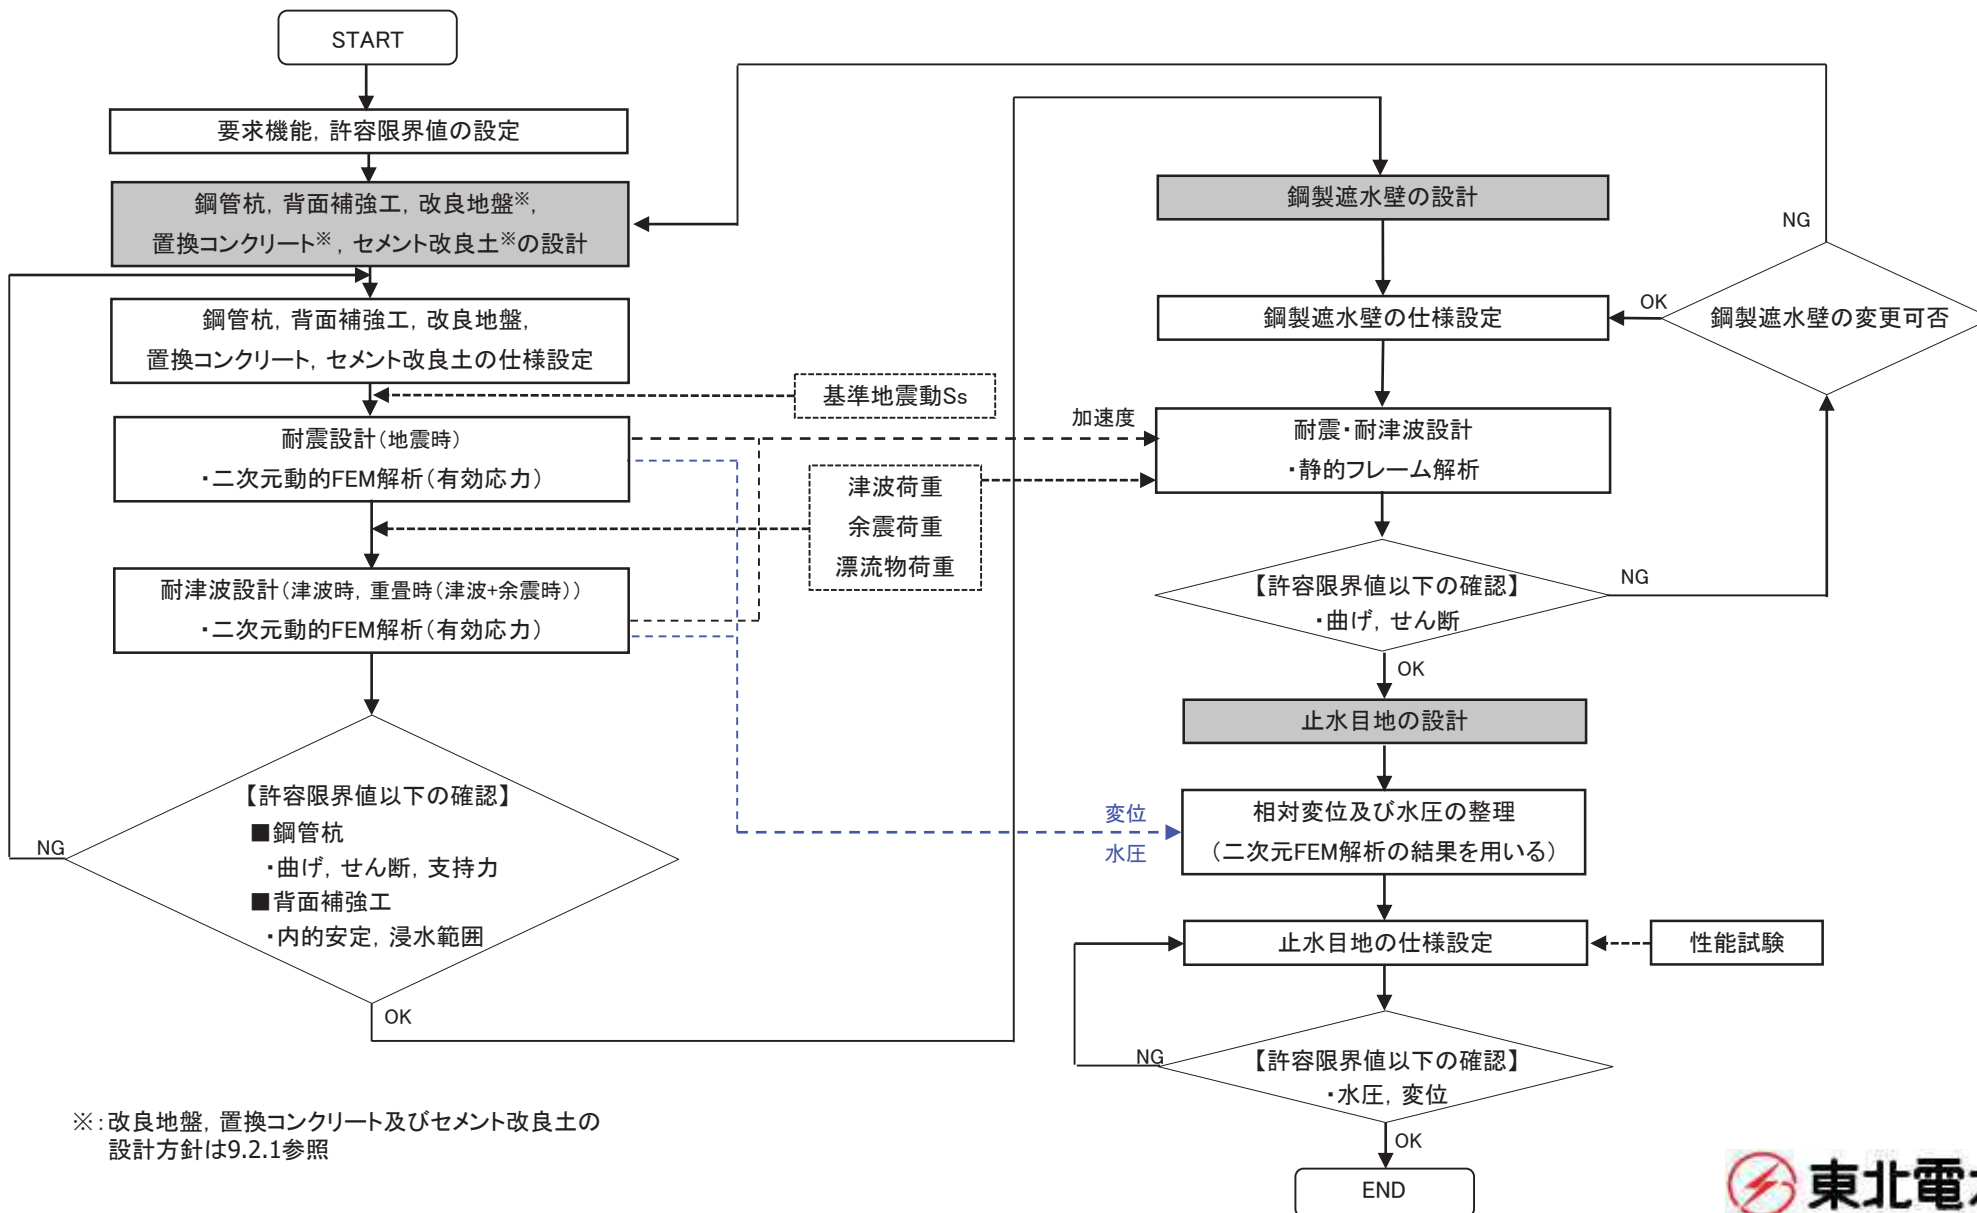 START
要求機能, 許容限界値の設定
鋼管杭, 背面補強工, 改良地盤※,
置換コンクリート※, セメント改良土※の設計
鋼管杭, 背面補強工, 改良地盤,
置換コンクリート, セメント改良土の仕様設定
基準地震動Ss
耐震設計(地震時)
・二次元動的FEM解析(有効応力)
津波荷重
余震荷重
漂流物荷重
耐津波設計(津波時, 重畳時(津波+余震時))
・二次元動的FEM解析(有効応力)
【許容限界値以下の確認】
■鋼管杭
・曲げ, せん断, 支持力
■背面補強工
・内的安定, 浸水範囲
NG
OK
鋼製遮水壁の設計
鋼製遮水壁の仕様設定
OK
鋼製遮水壁の変更可否
NG
加速度
耐震・耐津波設計
・静的フレーム解析
【許容限界値以下の確認】
・曲げ, せん断
NG
OK
止水目地の設計
変位
水圧
相対変位及び水圧の整理
(二次元FEM解析の結果を用いる)
止水目地の仕様設定
性能試験
【許容限界値以下の確認】
・水圧, 変位
NG
OK
END
※:改良地盤, 置換コンクリート及びセメント改良土の
設計方針は9.2.1参照
東北電